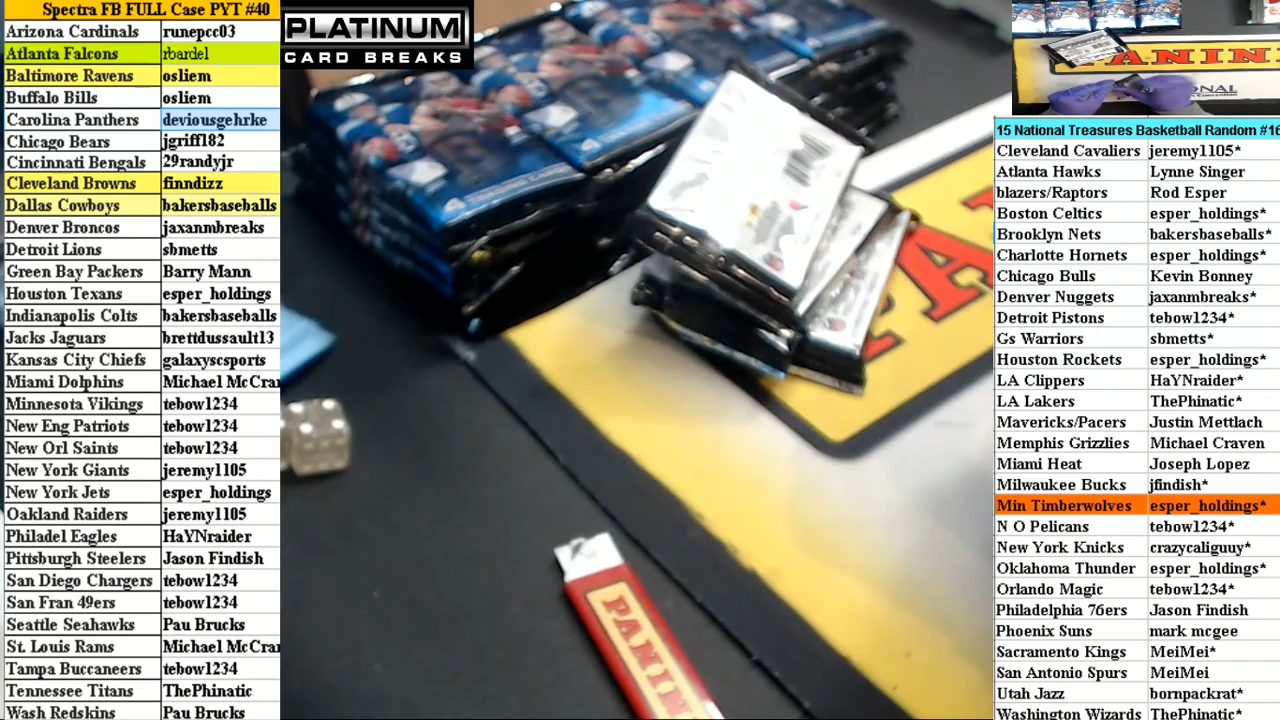 Spectra FB FULL Case PYT #40
Arizona Cardinals runepcc03
Atlanta Falcons rbardel
Baltimore Ravens osliem
Buffalo Bills osliem
Carolina Panthers deviousgehrke
Chicago Bears jgriff182
Cincinnati Bengals 29randyjr
Cleveland Browns finndizz
Dallas Cowboys bakersbaseballs
Denver Broncos jaxanmbreaks
Detroit Lions sbmetts
Green Bay Packers Barry Mann
Houston Texans esper_holdings
Indianapolis Colts bakersbaseballs
Jacks Jaguars brettdussault13
Kansas City Chiefs galaxyscsports
Miami Dolphins Michael McCra
Minnesota Vikings tebow1234
New Eng Patriots tebow1234
New Orl Saints tebow1234
New York Giants jeremy1105
New York Jets esper_holdings
Oakland Raiders jeremy1105
Philadel Eagles HaYNraider
Pittsburgh Steelers Jason Findish
San Diego Chargers tebow1234
San Fran 49ers tebow1234
Seattle Seahawks Pau Brucks
St. Louis Rams Michael McCra
Tampa Buccaneers tebow1234
Tennessee Titans ThePhinatic
Wash Redskins Pau Brucks
PLATINUM
CARD BREAKS
PANINI
PANINI
15 National Treasures Basketball Random #16
Cleveland Cavaliers jeremy1105*
Atlanta Hawks Lynne Singer
blazers/Raptors Rod Esper
Boston Celtics esper_holdings*
Brooklyn Nets bakersbaseballs*
Charlotte Hornets esper_holdings*
Chicago Bulls Kevin Bonney
Denver Nuggets jaxanmbreaks*
Detroit Pistons tebow1234*
Gs Warriors sbmetts*
Houston Rockets esper_holdings*
LA Clippers HaYNraider*
LA Lakers ThePhinatic*
Mavericks/Pacers Justin Mettlach
Memphis Grizzlies Michael Craven
Miami Heat Joseph Lopez
Milwaukee Bucks jfindish*
Min Timberwolves esper_holdings*
N O Pelicans tebow1234*
New York Knicks crazycaliguuy*
Oklahoma Thunder esper_holdings*
Orlando Magic tebow1234*
Philadelphia 76ers Jason Findish
Phoenix Suns mark mcgee
Sacramento Kings MeiMei*
San Antonio Spurs MeiMei
Utah Jazz bornpackrat*
Washington Wizards ThePhinatic*